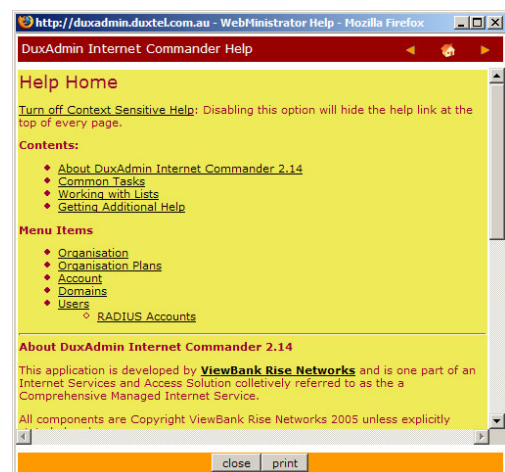 http://duxadmin.duxtel.com.au - WebMinistrator Help - Mozilla Firefox
DuxAdmin Internet Commander Help
Help Home
Turn off Context Sensitive Help: Disabling this option will hide the help link at the
top of every page.
Contents:
About DuxAdmin Internet Commander 2.14
Common Tasks
Working with Lists
Getting Additional Help
Menu Items
Organisation
Organisation Plans
Account
Domains
Users
RADIUS Accounts
About DuxAdmin Internet Commander 2.14
This application is developed by ViewBank Rise Networks and is one part of an
Internet Services and Access Solution colletively referred to as the a
Comprehensive Managed Internet Service.
All components are Copyright ViewBank Rise Networks 2005 unless explicitly
close print